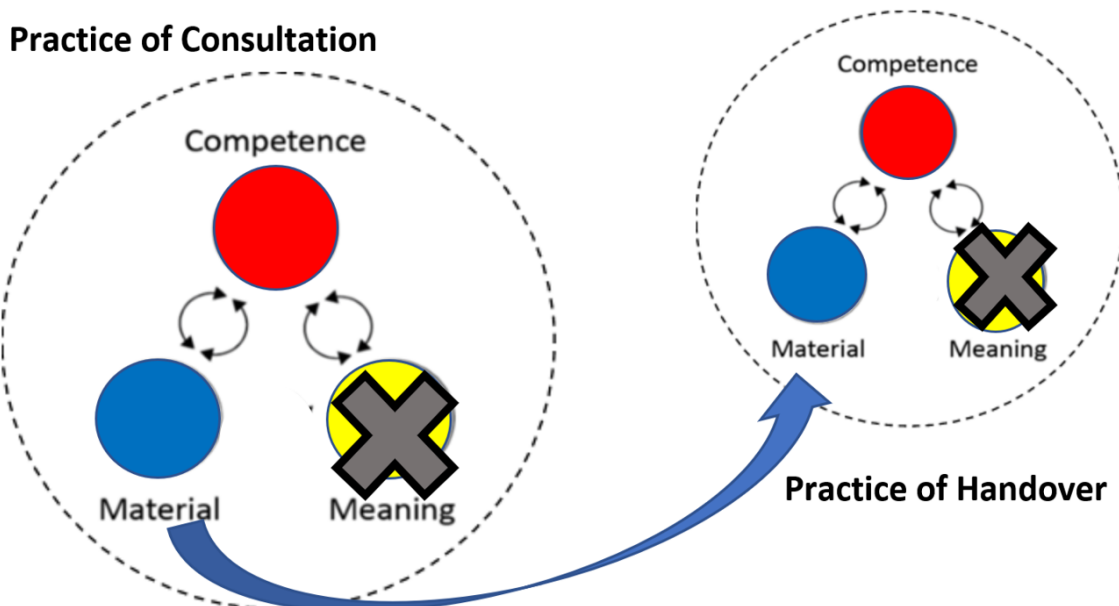 Practice of Consultation
Competence
Material
Meaning
Competence
Material
Meaning
Practice of Handover